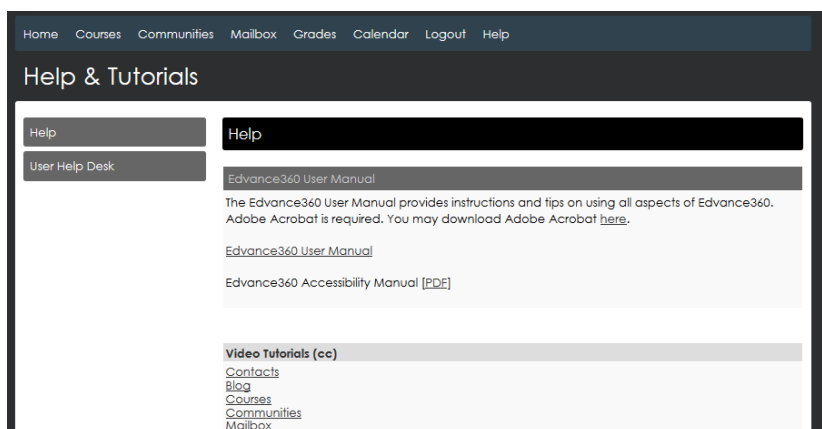 Home Courses Communities Mailbox Grades Calendar Logout Help
Help & Tutorials
Help
User Help Desk
Help
Edvance360 User Manual
The Edvance360 User Manual provides instructions and tips on using all aspects of Edvance360.
Adobe Acrobat is required. You may download Adobe Acrobat here.
Edvance360 User Manual
Edvance360 Accessibility Manual [PDF]
Video Tutorials (cc)
Contacts
Blog
Courses
Communities
Mailbox